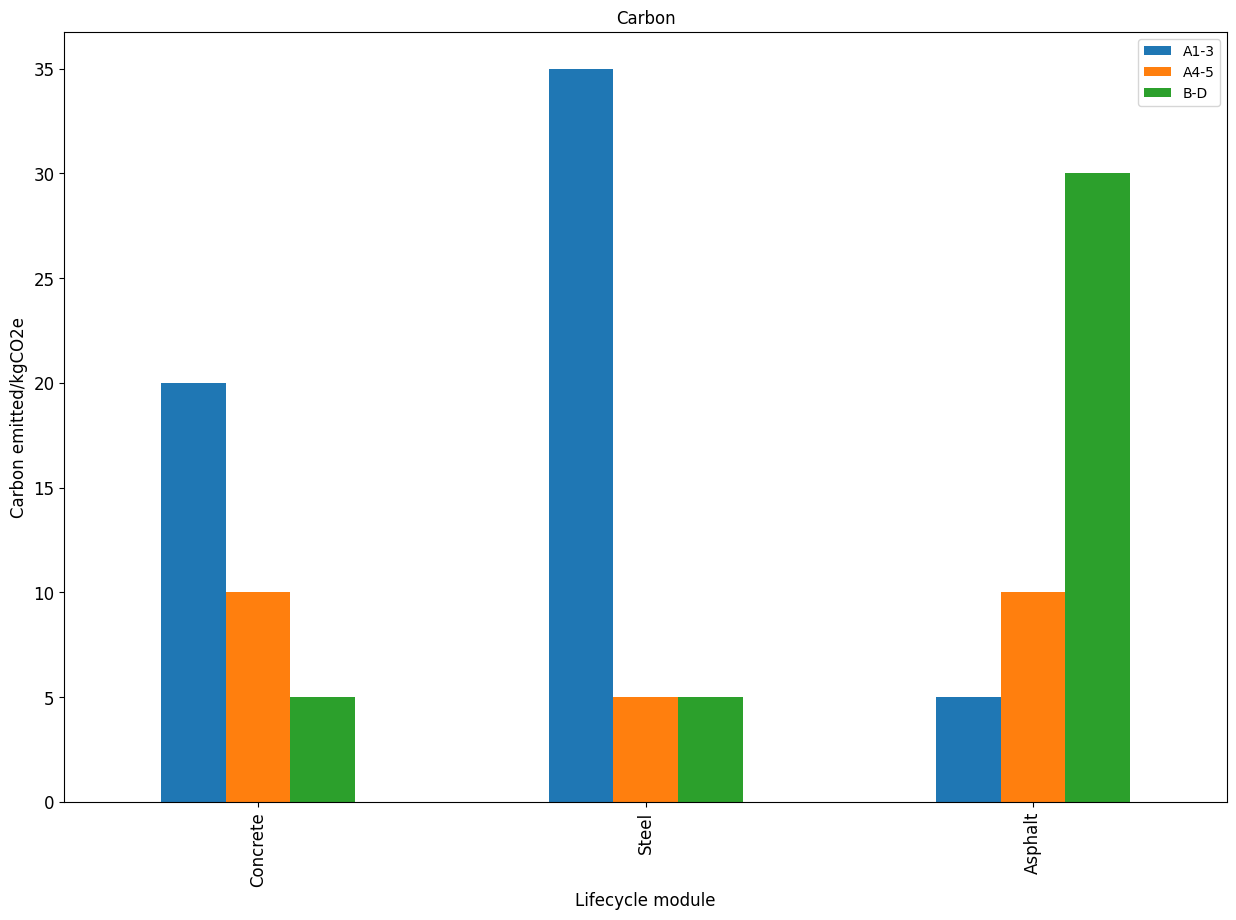 Carbon
A1-3
A4-5
B-D
35
30
25
20
15
10
5
0
Carbon emitted/kgCO2e
Concrete
Steel
Asphalt
Lifecycle module